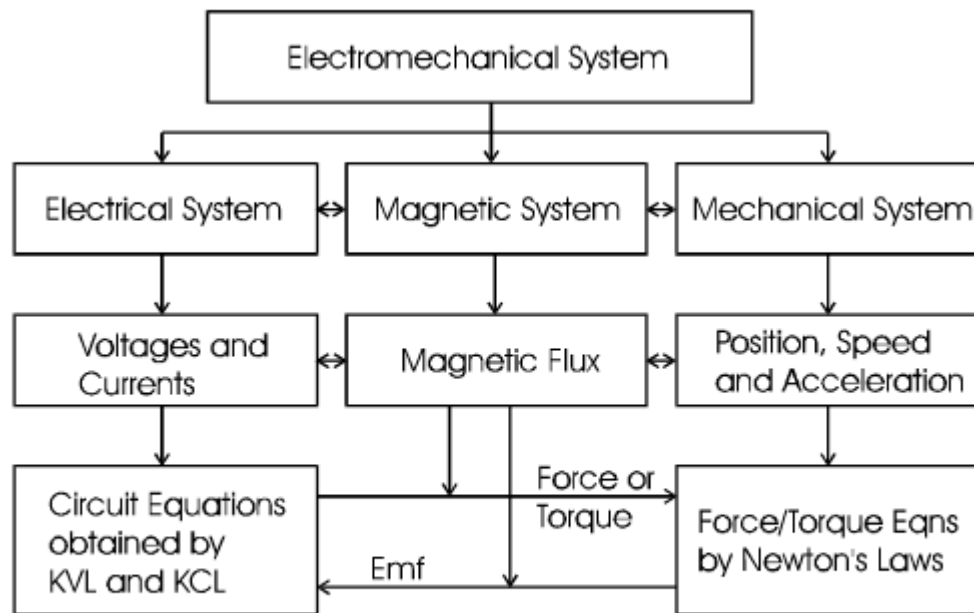 Electromechanical System
Electrical System
Magnetic System
Mechanical System
Voltages and
Currents
Magnetic Flux
Position, Speed
and Acceleration
Circuit Equations
obtained by
KVL and KCL
Force or
Torque
Emf
Force/Torque Eqns
by Newton's Laws